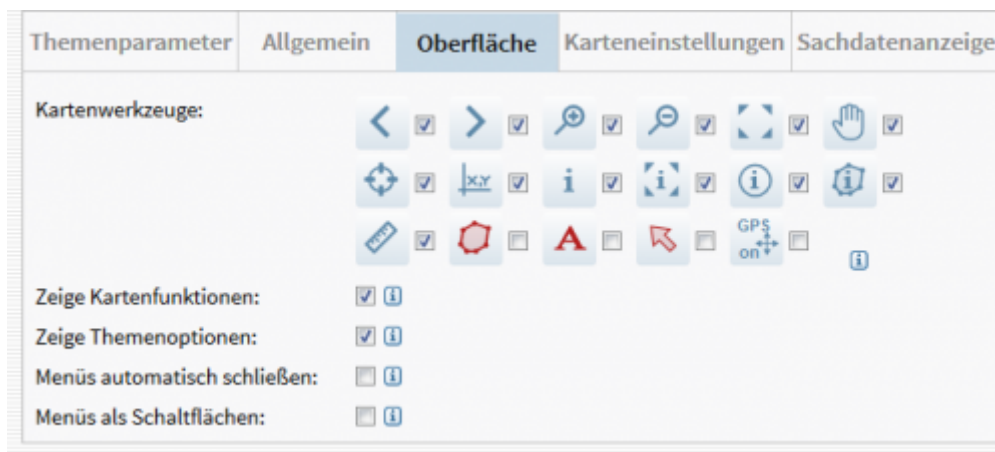 Themenparameter Allgemein Oberfläche Karteneinstellungen Sachdatenanzeige
Kartenwerkzeuge:
X,Y i i i i
A GPS on i
Zeige Kartenfunktionen: i
Zeige Themenoptionen: i
Menüs automatisch schließen: i
Menüs als Schaltflächen: i